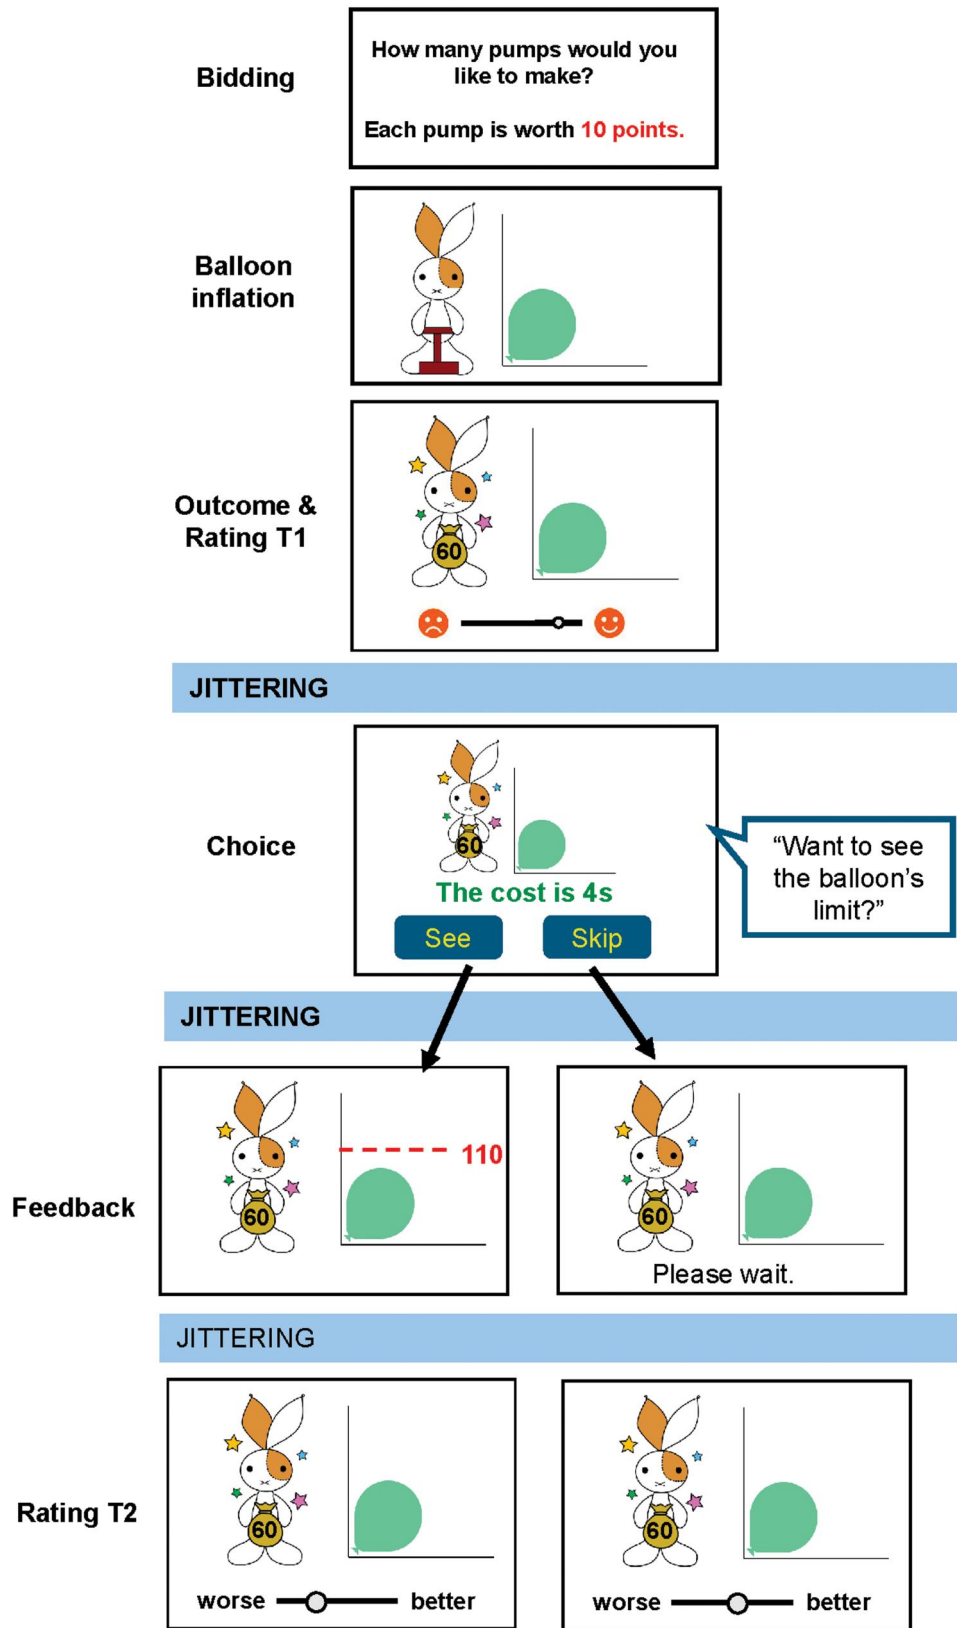 Bidding
How many pumps would you
like to make?
Each pump is worth 10 points.
Balloon
inflation
Outcome &
Rating T1
60
JITTERING
Choice
60
The cost is 4s
See
Skip
“Want to see
the balloon’s
limit?”
JITTERING
Feedback
60
110
60
Please wait.
JITTERING
Rating T2
60
worse
better
60
worse
better